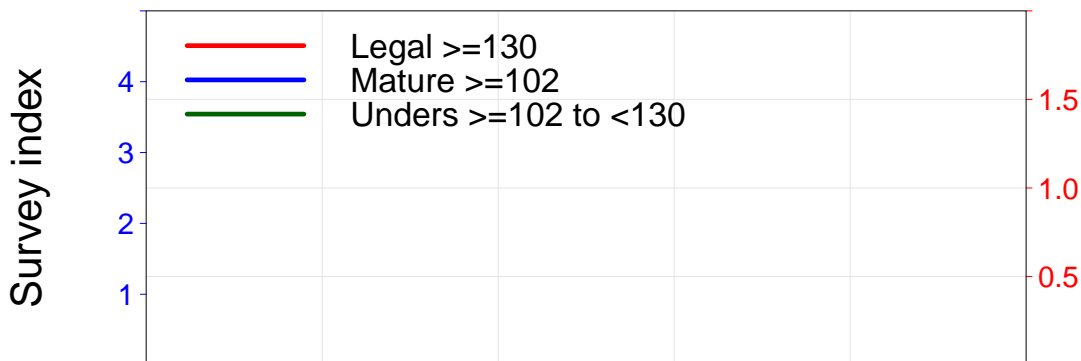 Survey index
4
3
2
1
Legal >=130
Mature >=102
Unders >=102 to <130
1.5
1.0
0.5